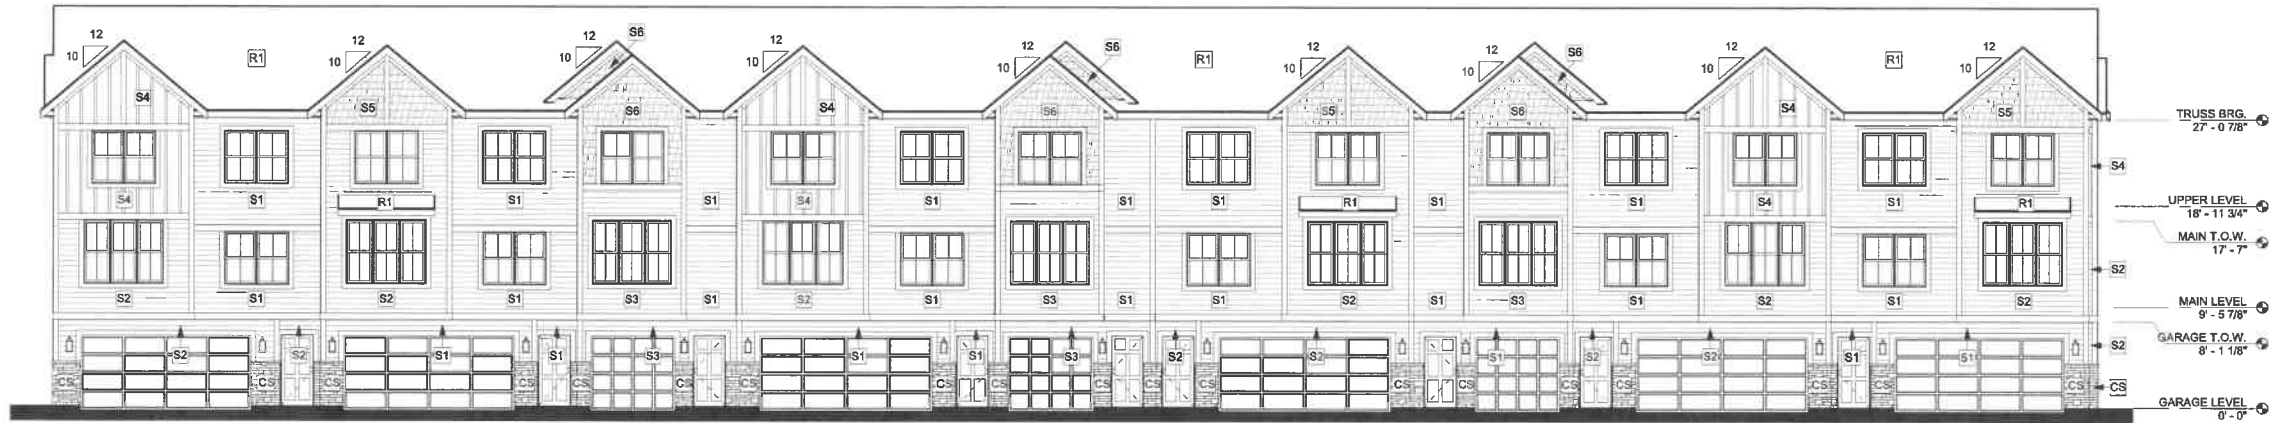 12 12 12 S6 12 12 S6 12 12 S6 12 12
10 R1 10 10 10 10 R1 10 10 10 R1 10
S4 S5 S6 S4 S6 S5 S6 S4 S5
TRUSS BRG.
27' - 0 7/8"
S4
S4 S1 R1 S1 S1 S4 S1 S1 S1 R1 S1 S1 S4 S1 R1
UPPER LEVEL
18' - 11 3/4"
MAIN T.O.W.
17' - 7"
S2
S2 S1 S2 S1 S3 S1 S2 S1 S3 S1 S1 S2 S1 S3 S1 S2 S1 S2
MAIN LEVEL
9' - 5 7/8"
S2 S2 S1 S1 S3 S1 S1 S3 S2 S2 S1 S2 S2 S1 S1 S2
GARAGE T.O.W.
8' - 1 1/8"
CS CS CS CS CS CS CS CS CS CS CS CS CS CS CS CS CS CS CS
GARAGE LEVEL
0' - 0"